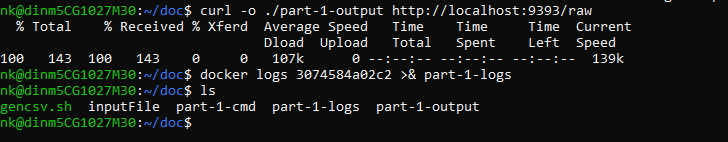 nk@dinm5CG1027M30:~/doc$ curl -o ./part-1-output http://localhost:9393/raw
  % Total    % Received % Xferd  Average Speed   Time    Time     Time  Current
                                 Dload  Upload   Total   Spent    Left  Speed
100   143  100   143    0     0   107k      0 --:--:-- --:--:-- --:--:--  139k
nk@dinm5CG1027M30:~/doc$ docker logs 3074584a02c2 >& part-1-logs
nk@dinm5CG1027M30:~/doc$ ls
gencsv.sh  inputFile  part-1-cmd  part-1-logs  part-1-output
nk@dinm5CG1027M30:~/doc$